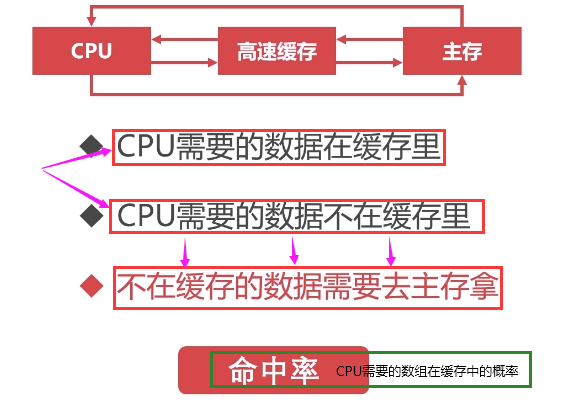 CPU 高速缓存 主存
CPU需要的数据在缓存里
CPU需要的数据不在缓存里
不在缓存的数据需要去主存拿
命中率 CPU需要的数组在缓存中的概率